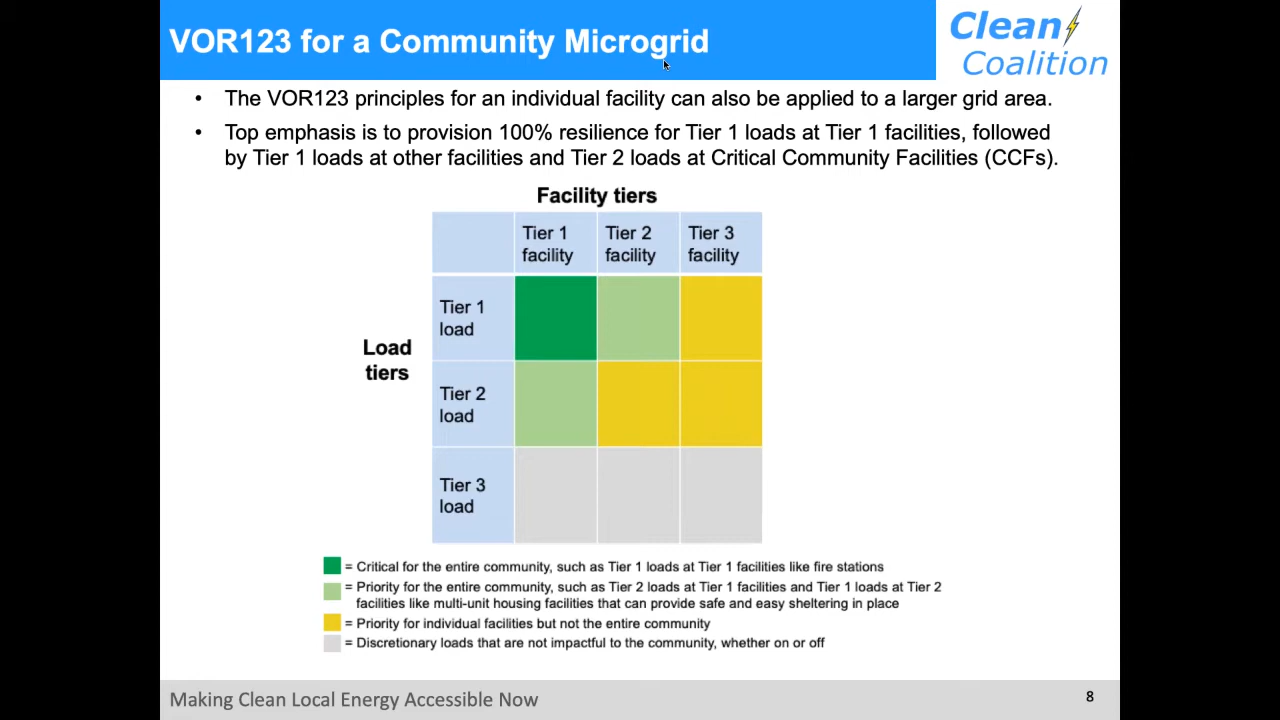 VOR123 for a Community Microgrid
Clean
Coalition
• The VOR123 principles for an individual facility can also be applied to a larger grid area.
• Top emphasis is to provision 100% resilience for Tier 1 loads at Tier 1 facilities, followed
by Tier 1 loads at other facilities and Tier 2 loads at Critical Community Facilities (CCFs).
Facility tiers
Tier 1 facility
Tier 2 facility
Tier 3 facility
Load tiers
Tier 1 load
Tier 2 load
Tier 3 load
= Critical for the entire community, such as Tier 1 loads at Tier 1 facilities like fire stations
= Priority for the entire community, such as Tier 2 loads at Tier 1 facilities and Tier 1 loads at Tier 2
facilities like multi-unit housing facilities that can provide safe and easy sheltering in place
= Priority for individual facilities but not the entire community
= Discretionary loads that are not impactful to the community, whether on or off
Making Clean Local Energy Accessible Now
8